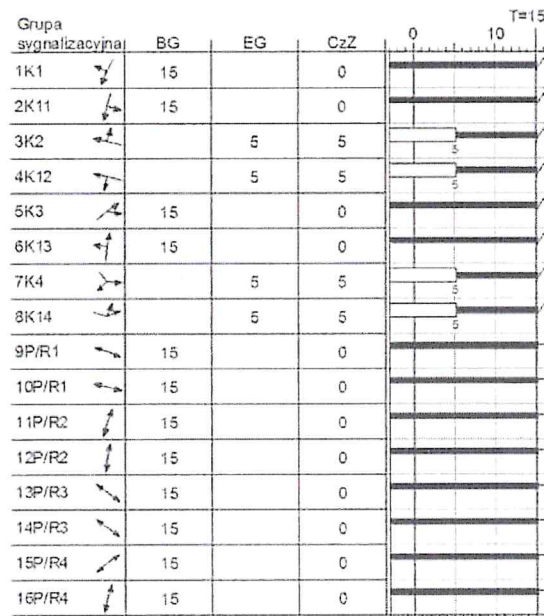 T=15
Grupa
sygnalizacyjna BG EG CzZ 0 10
1K1 15 0
2K11 15 0
3K2 5 5
5
4K12 5 5
5
5K3 15 0
6K13 15 0
7K4 5 5
5
8K14 5 5
5
9P/R1 15 0
10P/R1 15 0
11P/R2 15 0
12P/R2 15 0
13P/R3 15 0
14P/R3 15 0
15P/R4 15 0
16P/R4 15 0